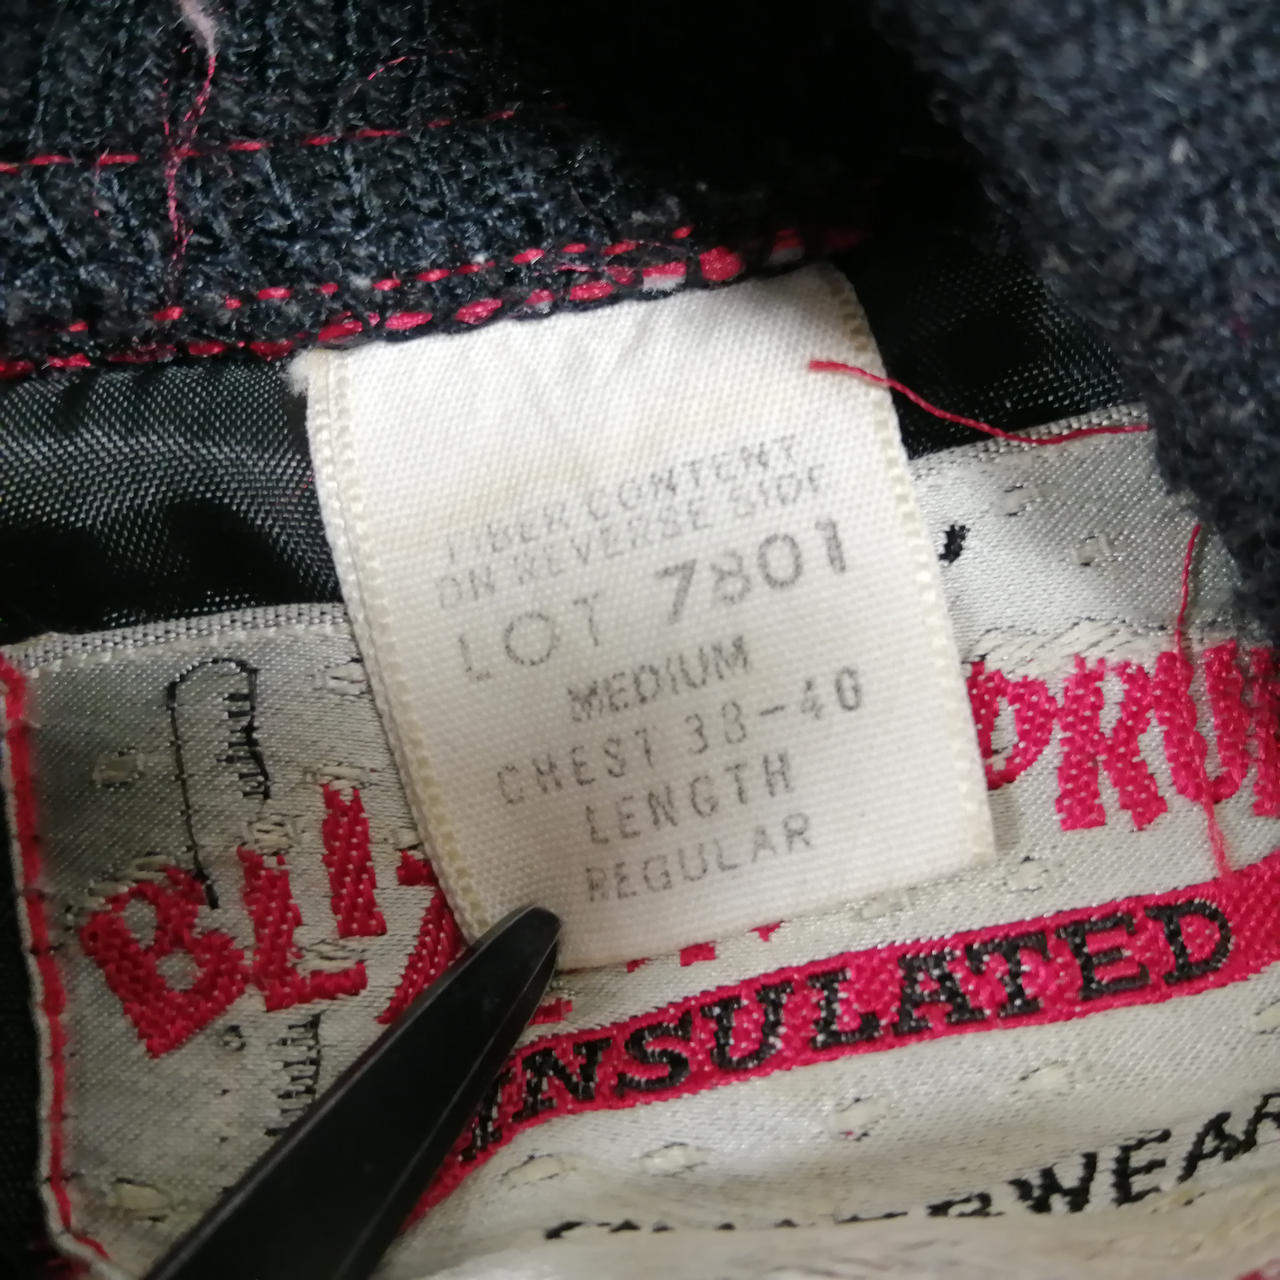 FIBER CONTENT
ON REVERSE SIDE
LOT 7801
MEDIUM
CHEST 38-40
LENGTH
REGULAR
INSULATED